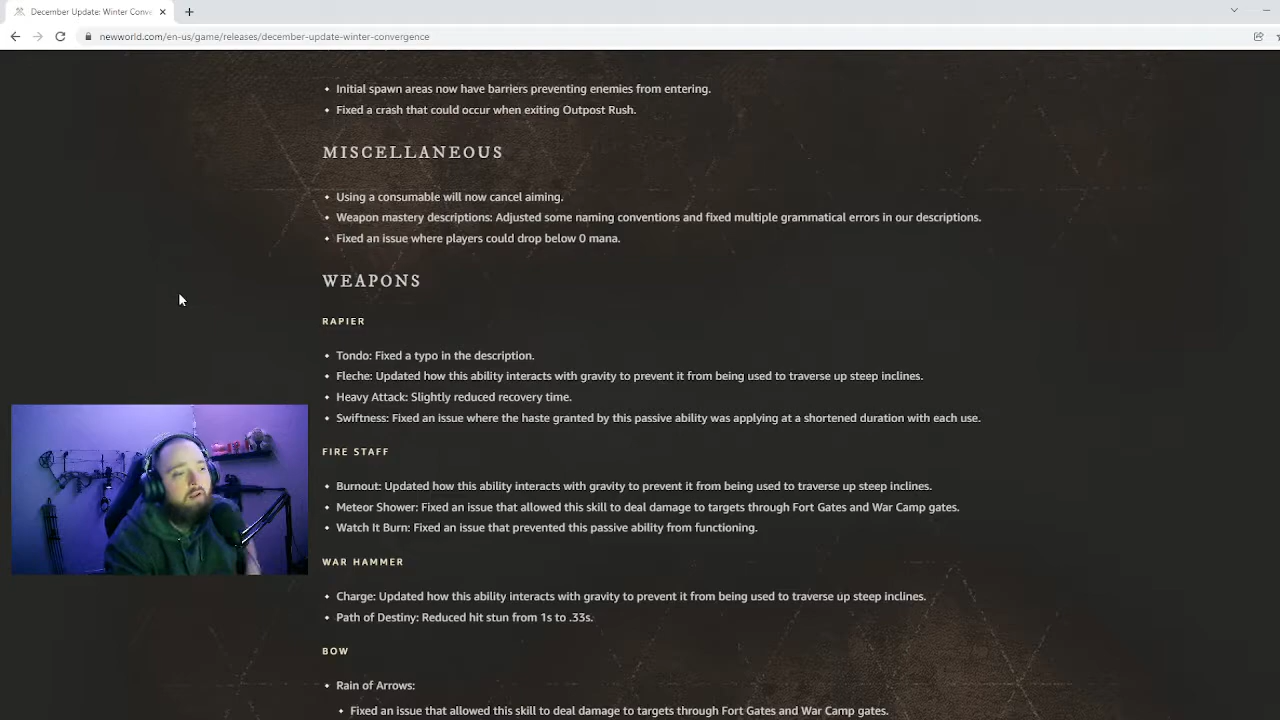 December Update: Winter Conve
newworld.com/en-us/game/releases/december-update-winter-convergence
Initial spawn areas now have barriers preventing enemies from entering.
Fixed a crash that could occur when exiting Outpost Rush.
MISCELLANEOUS
Using a consumable will now cancel aiming.
Weapon mastery descriptions: Adjusted some naming conventions and fixed multiple grammatical errors in our descriptions.
Fixed an issue where players could drop below 0 mana.
WEAPONS
RAPIER
Tondo: Fixed a typo in the description.
Fleche: Updated how this ability interacts with gravity to prevent it from being used to traverse up steep inclines.
Heavy Attack: Slightly reduced recovery time.
Swiftness: Fixed an issue where the haste granted by this passive ability was applying at a shortened duration with each use.
FIRE STAFF
Burnout: Updated how this ability interacts with gravity to prevent it from being used to traverse up steep inclines.
Meteor Shower: Fixed an issue that allowed this skill to deal damage to targets through Fort Gates and War Camp gates.
Watch It Burn: Fixed an issue that prevented this passive ability from functioning.
WAR HAMMER
Charge: Updated how this ability interacts with gravity to prevent it from being used to traverse up steep inclines.
Path of Destiny: Reduced hit stun from 1s to .33s.
BOW
Rain of Arrows:
Fixed an issue that allowed this skill to deal damage to targets through Fort Gates and War Camp gates.